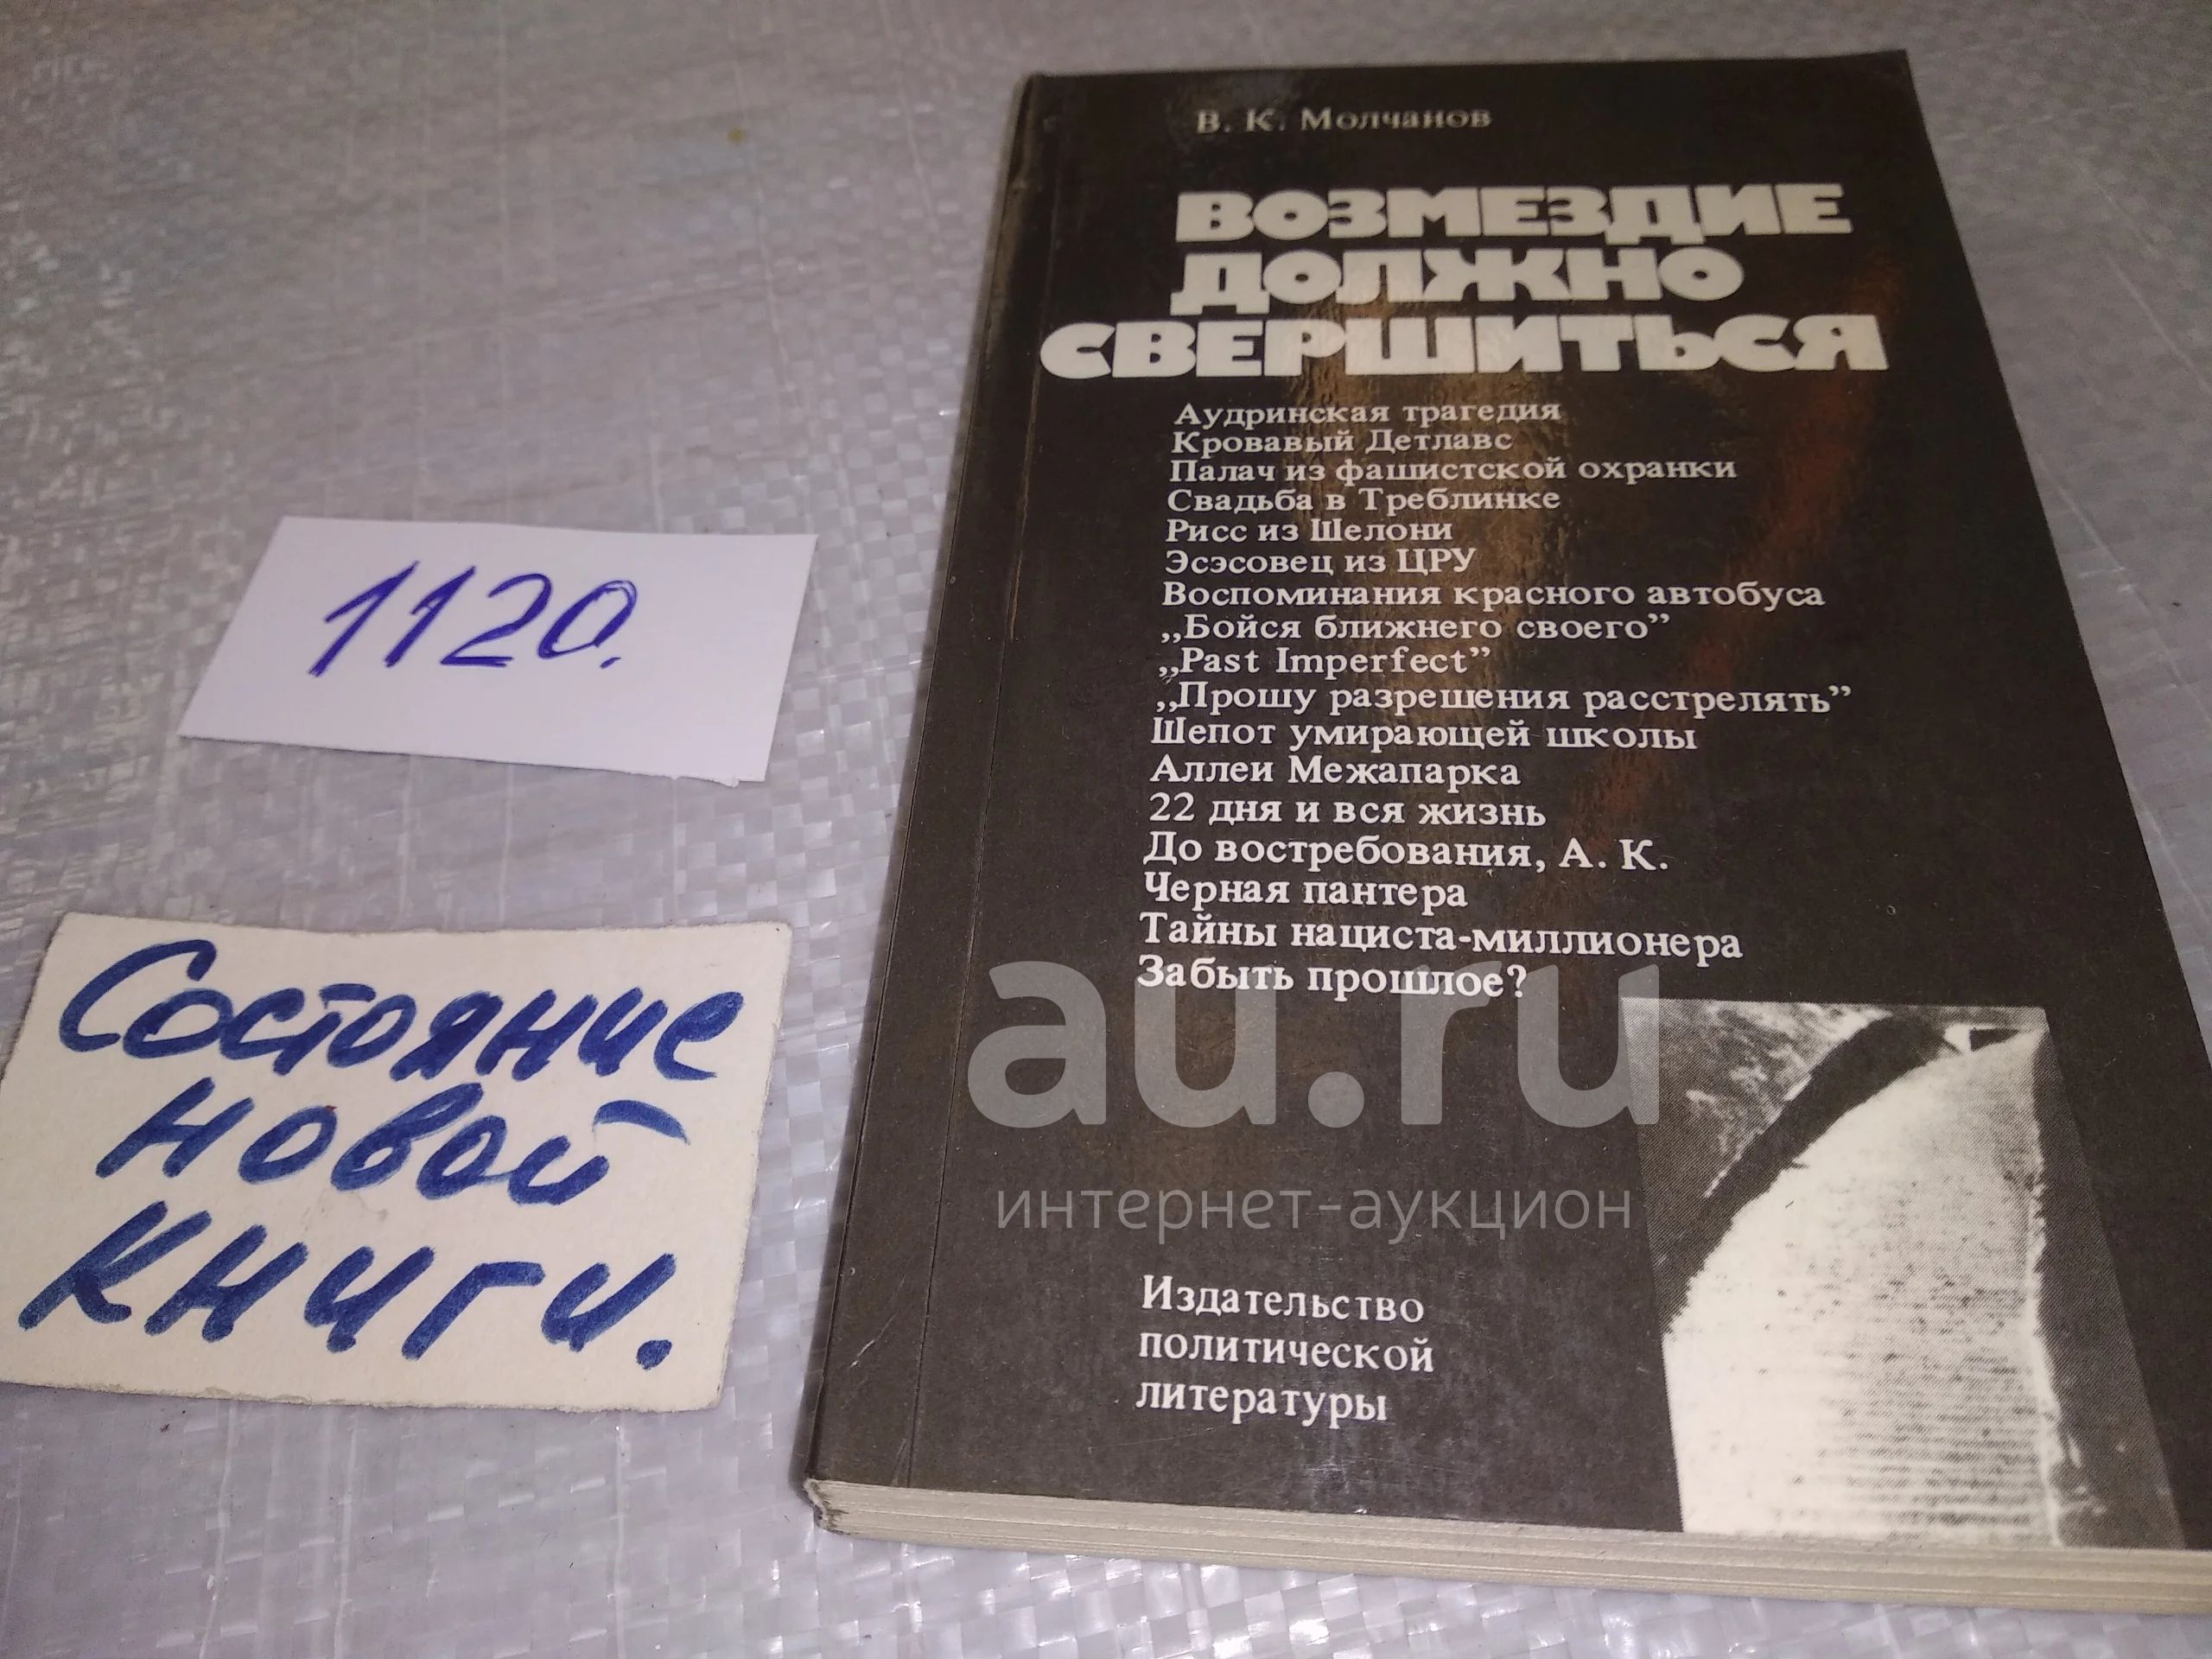 В. К. Молчанов
ВОЗМЕЗДИЕ
ДОЛЖНО
СВЕРШИТЬСЯ
Аудринская трагедия
Кровавый Детлавс
Палач из фашистской охранки
Свадьба в Треблинке
Рисс из Шелони
Эсэсовец из ЦРУ
Воспоминания красного автобуса
„Бойся ближнего своего”
„Past Imperfect”
„Прошу разрешения расстрелять”
Шепот умирающей школы
Аллеи Межапарка
22 дня и вся жизнь
До востребования, А. К.
Черная пантера
Тайны нациста-миллионера
Забыть прошлое?
au.ru
интернет-аукцион
Издательство
политической
литературы
1120.
Состояние
новой
книги.